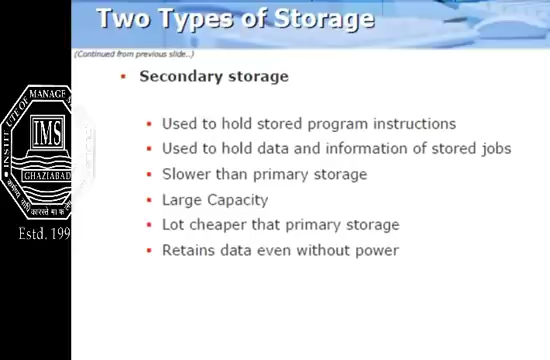 Two Types of Storage
(Continued from previous slide..)
Secondary storage
Used to hold stored program instructions
Used to hold data and information of stored jobs
Slower than primary storage
Large Capacity
Lot cheaper that primary storage
Retains data even without power
IMS
GHAZIABAD
Estd. 199